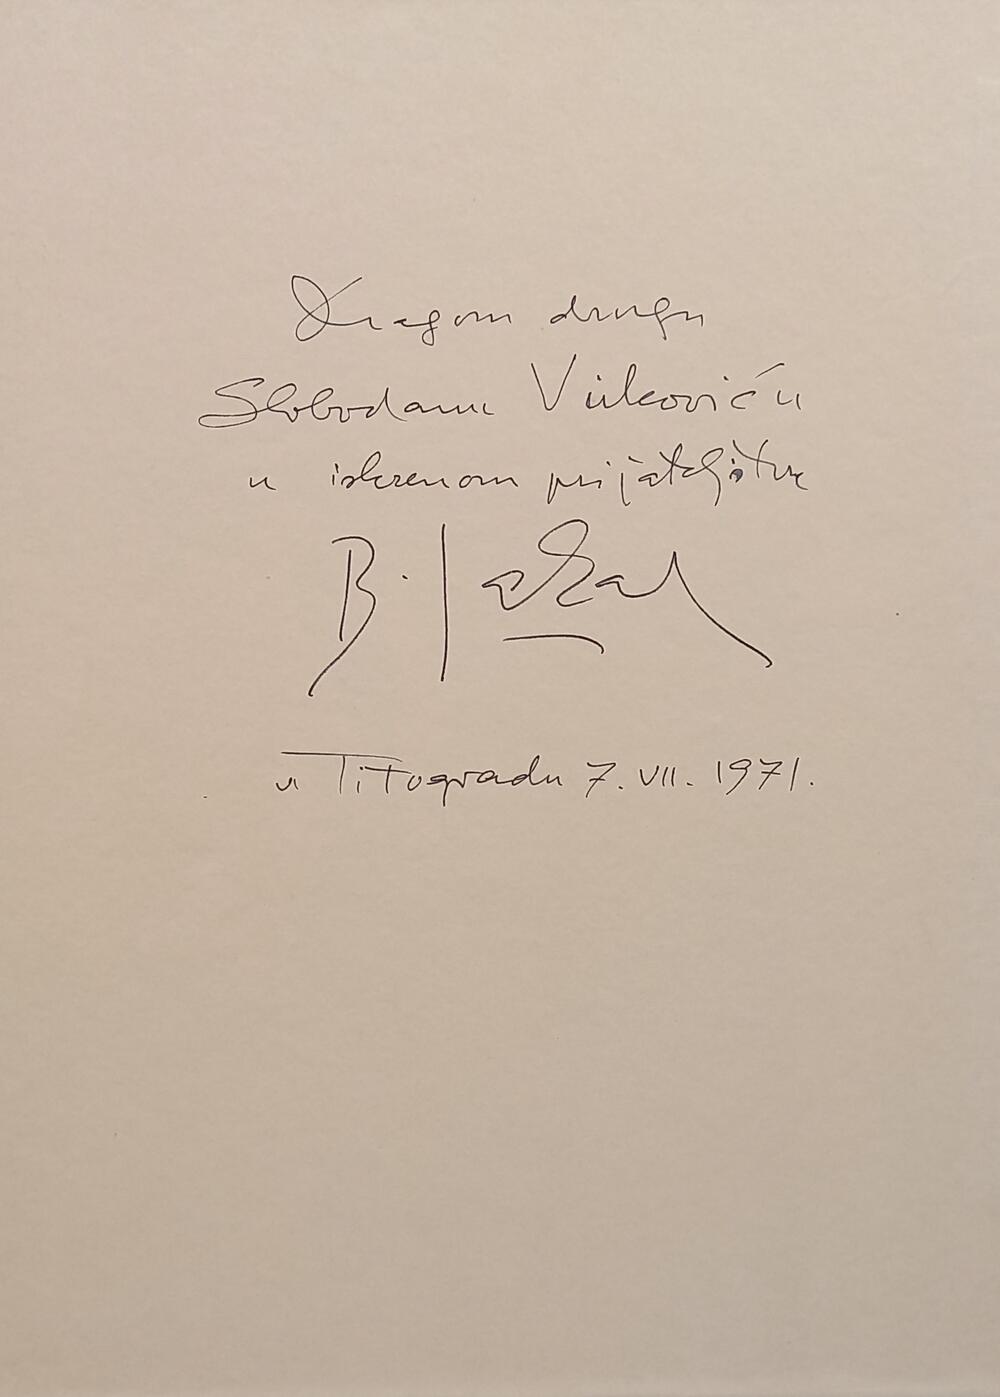 Dragom drugu
Slobodanu Vukoviću
u iskrenom prijateljstvu
B.
u Titogradu 7. VII. 1971.